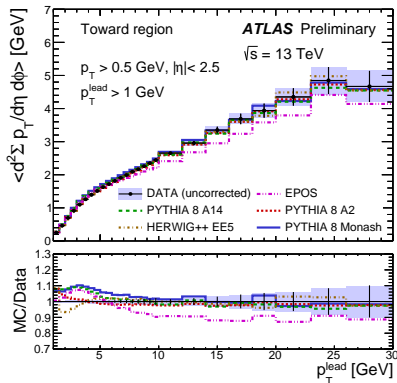 <d²Σ p_T/dη dϕ> [GeV]
7
6
5
4
3
2
1
0
Toward region
ATLAS Preliminary
√s = 13 TeV
p_T > 0.5 GeV, |η|< 2.5
p_T^lead > 1 GeV
DATA (uncorrected)
EPOS
PYTHIA 8 A14
PYTHIA 8 A2
HERWIG++ EE5
PYTHIA 8 Monash
MC/Data
1.3
1.2
1.1
1.0
0.9
0.8
0.7
5 10 15 20 25 30
p_T^lead [GeV]